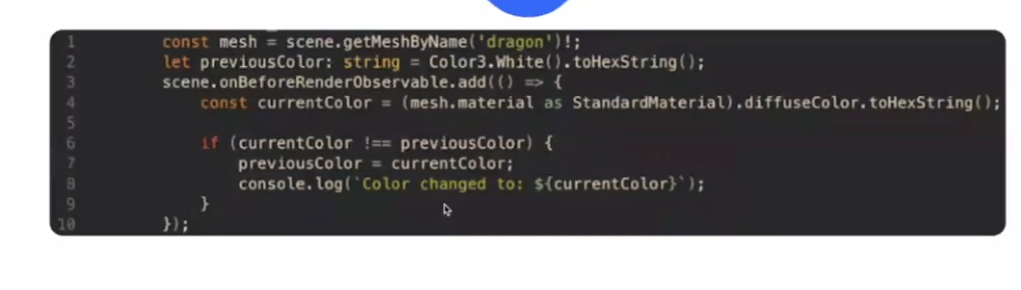 1 const mesh = scene.getMeshByName('dragon')!;
2 let previousColor: string = Color3.White().toHexString();
3 scene.onBeforeRenderObservable.add(() => {
4 const currentColor = (mesh.material as StandardMaterial).diffuseColor.toHexString();
5
6 if (currentColor !== previousColor) {
7 previousColor = currentColor;
8 console.log(`Color changed to: ${currentColor}`);
9 }
10 });